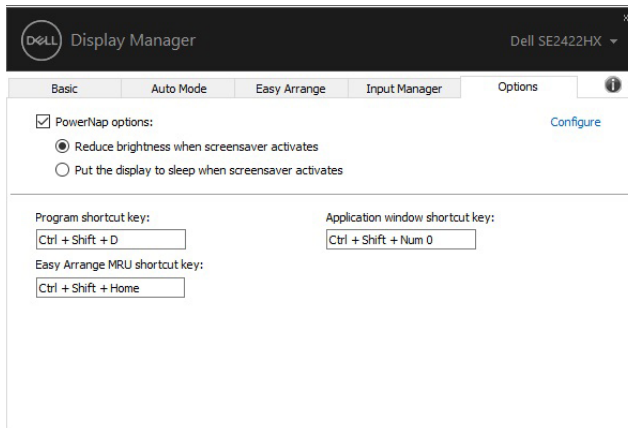 DELL Display Manager
Dell SE2422HX
Basic
Auto Mode
Easy Arrange
Input Manager
Options
PowerNap options:
Configure
Reduce brightness when screensaver activates
Put the display to sleep when screensaver activates
Program shortcut key:
Application window shortcut key:
Ctrl + Shift + D
Ctrl + Shift + Num 0
Easy Arrange MRU shortcut key:
Ctrl + Shift + Home